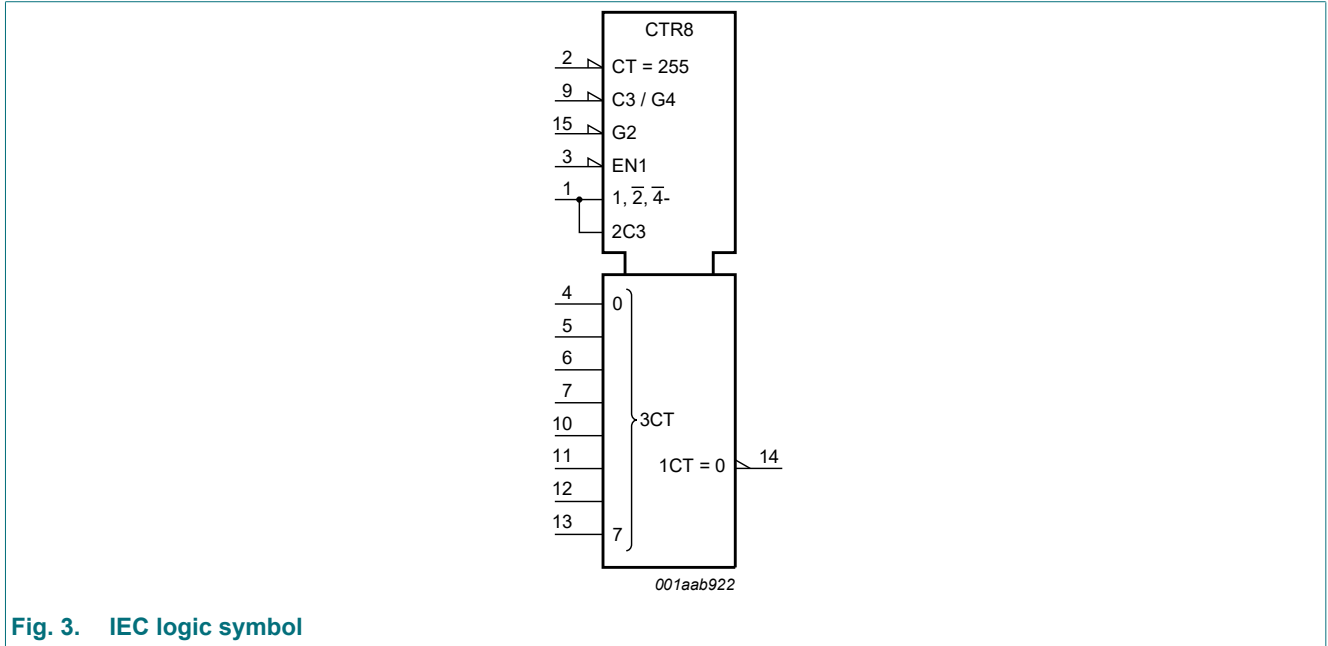 CTR8
2 CT = 255
9 C3 / G4
15 G2
3 EN1
1 1, 2̅, 4̅-
2C3
4 0
5
6
7
3CT
10
11
1CT = 0 14
12
13 7
001aab922
Fig. 3. IEC logic symbol